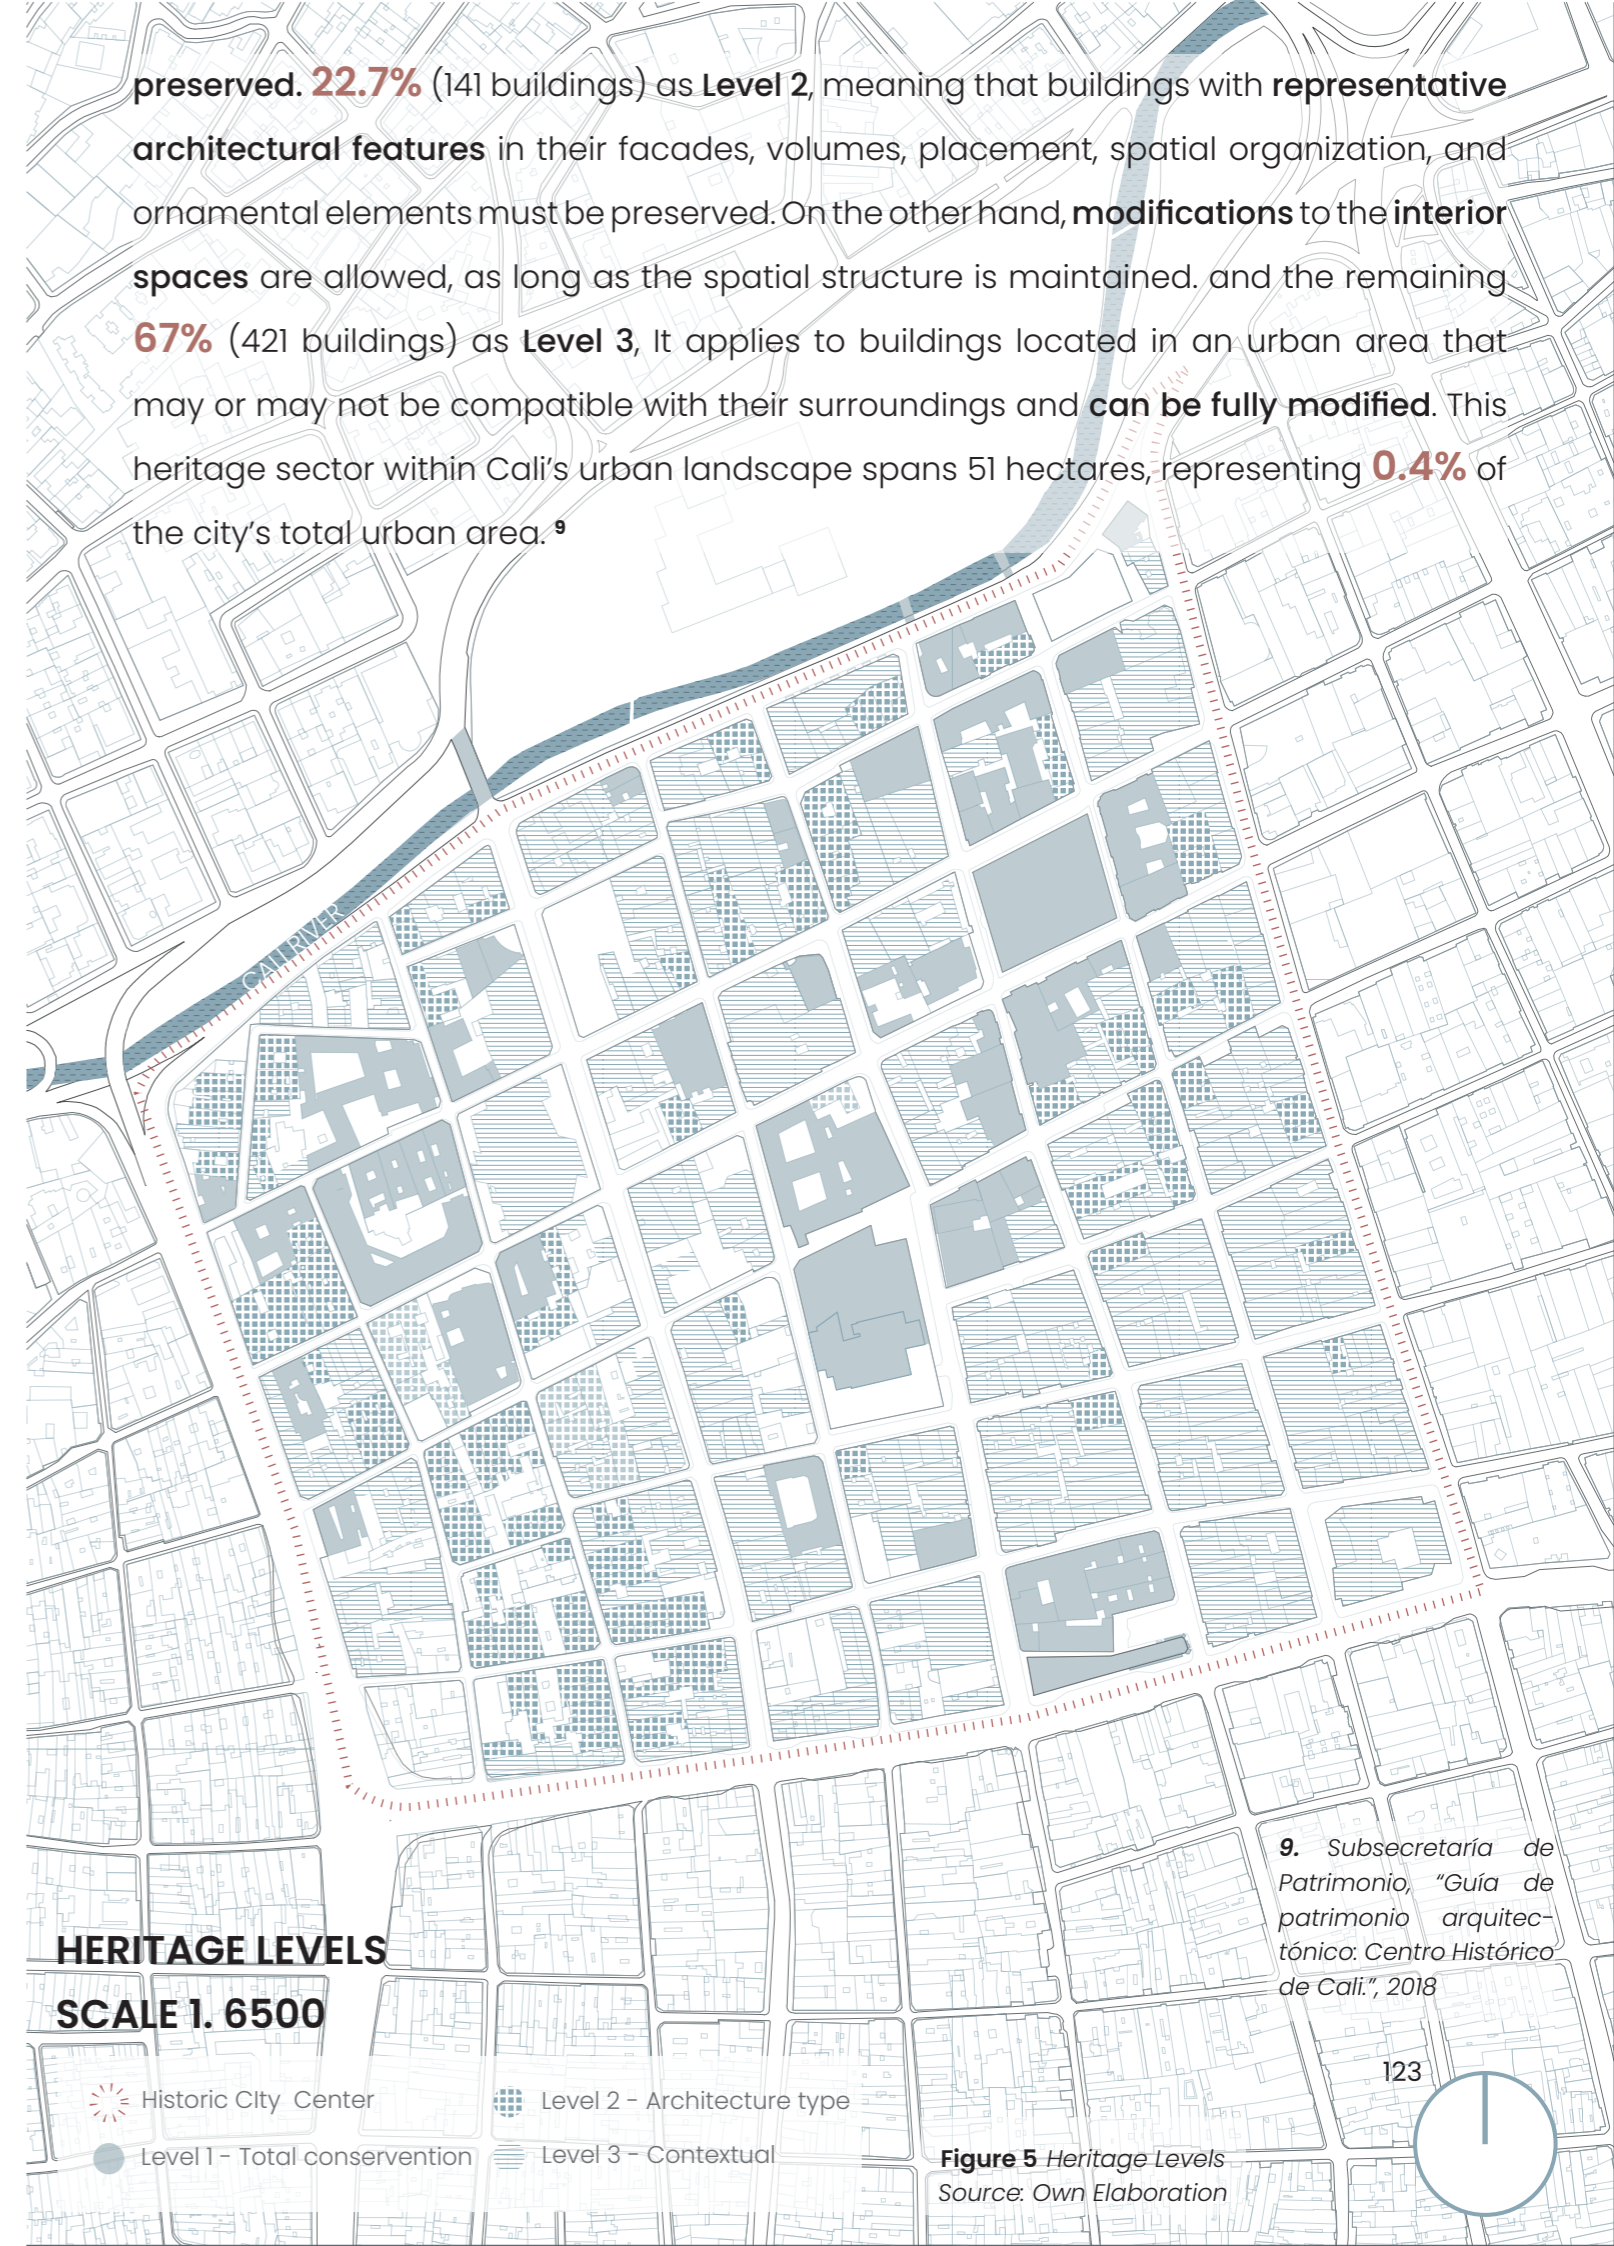 preserved. 22.7% (141 buildings) as Level 2, meaning that buildings with representative
architectural features in their facades, volumes, placement, spatial organization, and
ornamental elements must be preserved. On the other hand, modifications to the interior
spaces are allowed, as long as the spatial structure is maintained. and the remaining
67% (421 buildings) as Level 3, It applies to buildings located in an urban area that
may or may not be compatible with their surroundings and can be fully modified. This
heritage sector within Cali's urban landscape spans 51 hectares, representing 0.4% of
the city's total urban area. 9
CALI RIVER
9. Subsecretaría de
Patrimonio, "Guía de
patrimonio arquitec-
tónico: Centro Histórico
de Cali.", 2018
HERITAGE LEVELS
SCALE 1. 6500
Historic CIty Center
Level 1 - Total conservention
Level 2 - Architecture type
Level 3 - Contextual
Figure 5 Heritage Levels
Source: Own Elaboration
123